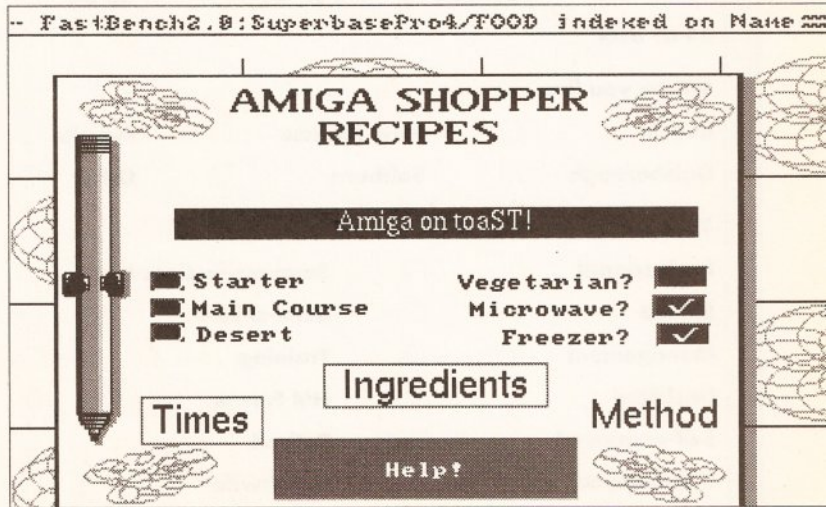 FastBench2.0:SuperbasePro4/FOOD indexed on Name
AMIGA SHOPPER
RECIPES
Amiga on toaST!
Starter
Main Course
Desert
Vegetarian?
Microwave?
Freezer?
Ingredients
Times
Method
Help!